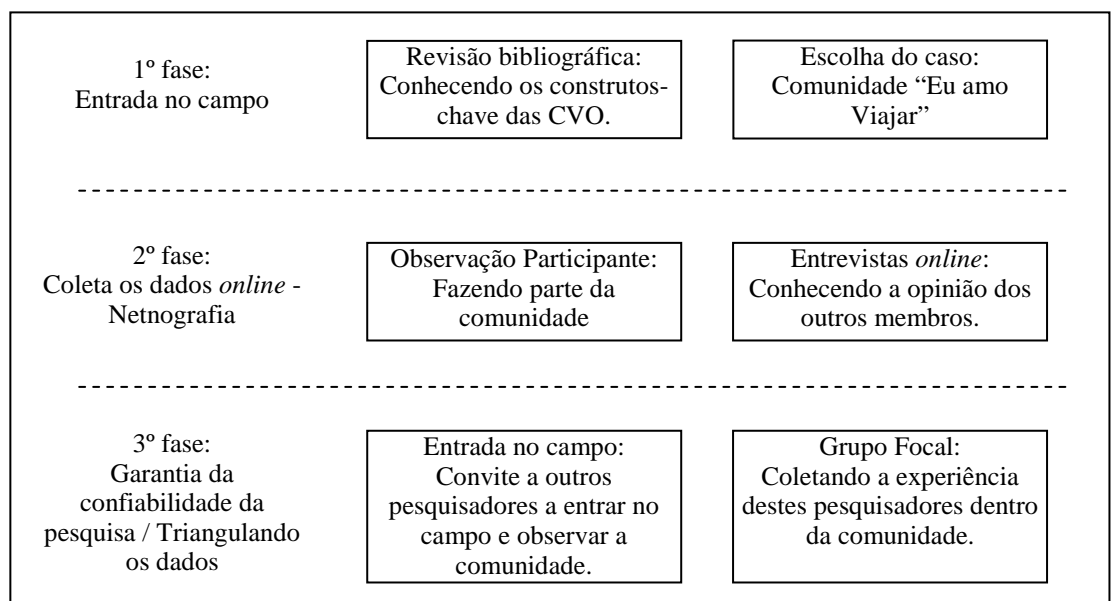 1º fase:
Entrada no campo
Revisão bibliográfica:
Conhecendo os construtos-
chave das CVO.
Escolha do caso:
Comunidade “Eu amo
Viajar”
2º fase:
Coleta os dados online -
Netnografia
Observação Participante:
Fazendo parte da
comunidade
Entrevistas online:
Conhecendo a opinião dos
outros membros.
3º fase:
Garantia da
confiabilidade da
pesquisa / Triangulando
os dados
Entrada no campo:
Convite a outros
pesquisadores a entrar no
campo e observar a
comunidade.
Grupo Focal:
Coletando a experiência
destes pesquisadores dentro
da comunidade.